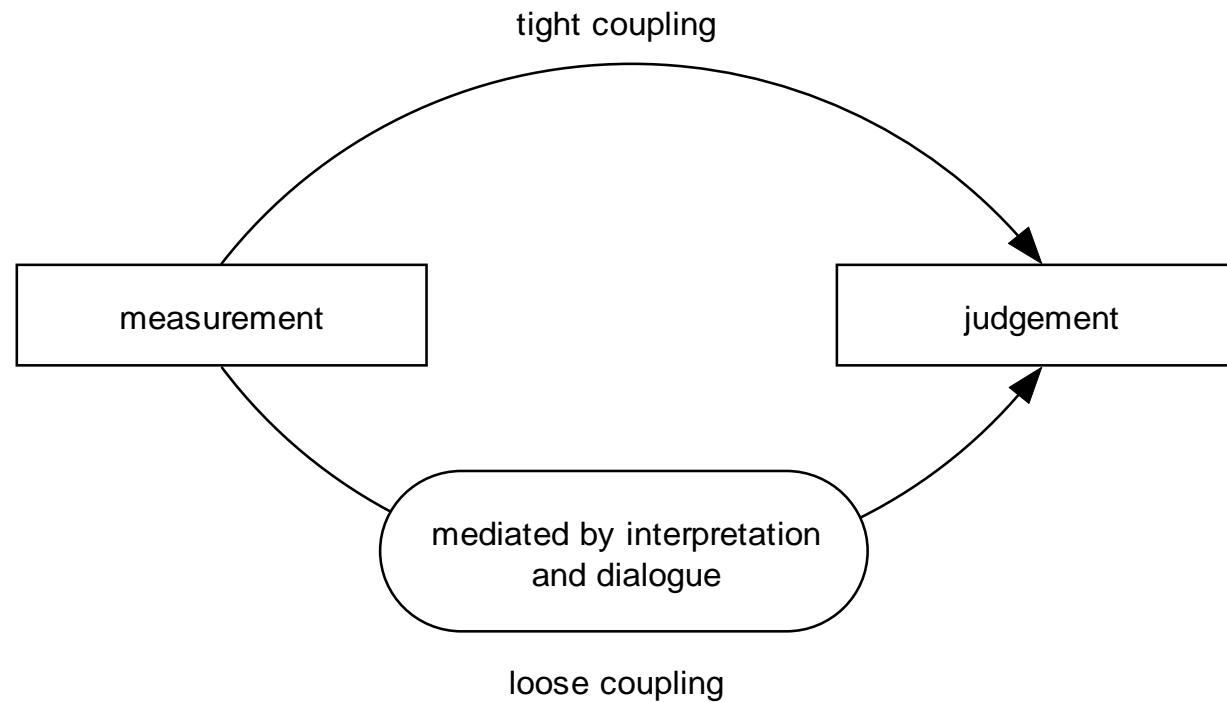 tight coupling
measurement
judgement
mediated by interpretation
and dialogue
loose coupling